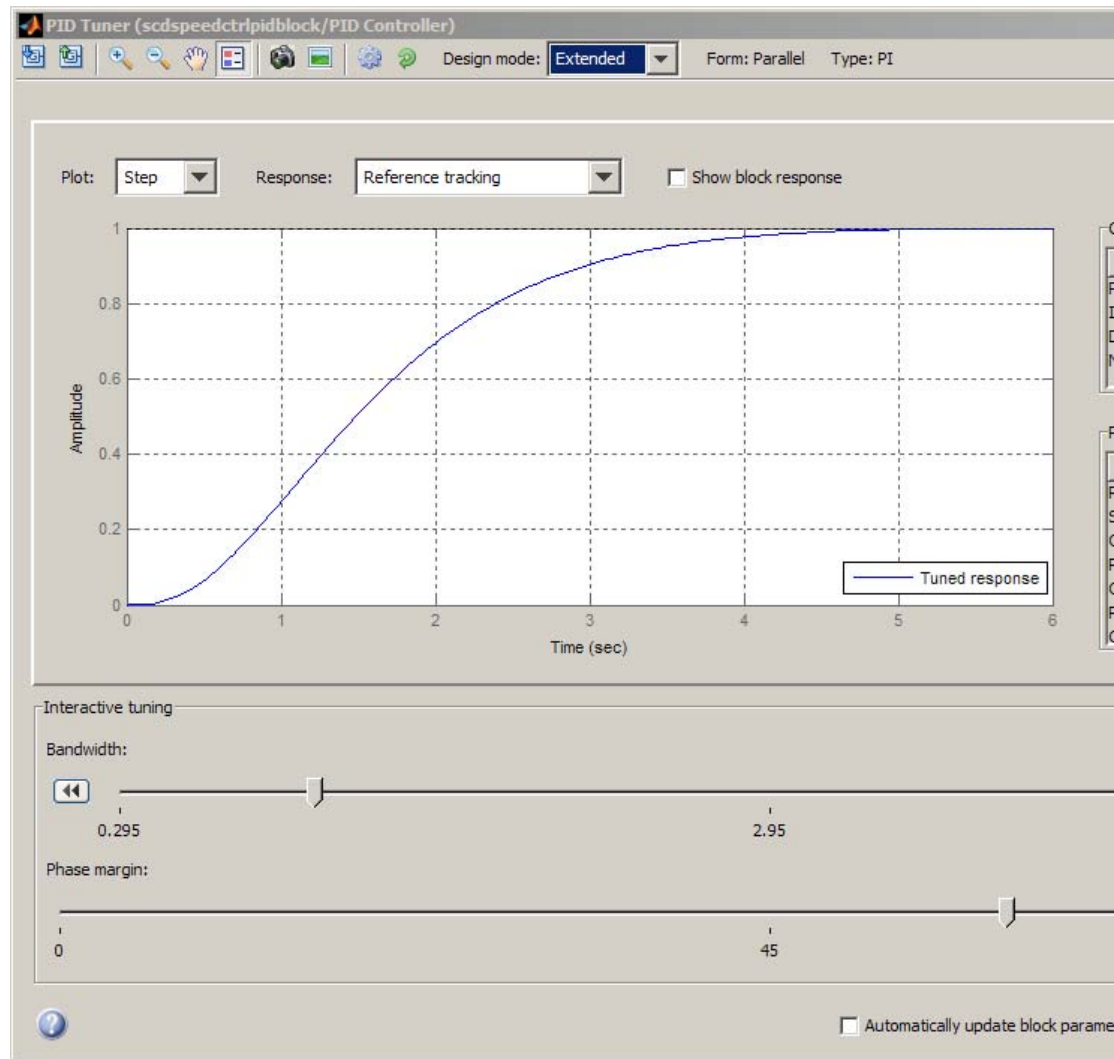 PID Tuner (scdspeedctrlpidblock/PID Controller)
Design mode: Extended Form: Parallel Type: PI
Plot: Step Response: Reference tracking Show block response
1
0.8
0.6
0.4
0.2
0
Amplitude
0 1 2 3 4 5 6
Time (sec)
Tuned response
Interactive tuning
Bandwidth:
0.295 2.95
Phase margin:
0 45
Automatically update block